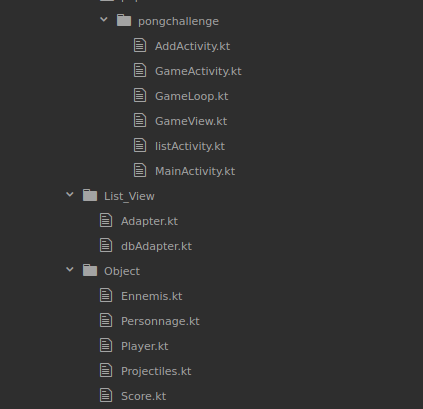 pongchallenge
AddActivity.kt
GameActivity.kt
GameLoop.kt
GameView.kt
listActivity.kt
MainActivity.kt
List_View
Adapter.kt
dbAdapter.kt
Object
Ennemis.kt
Personnage.kt
Player.kt
Projectiles.kt
Score.kt